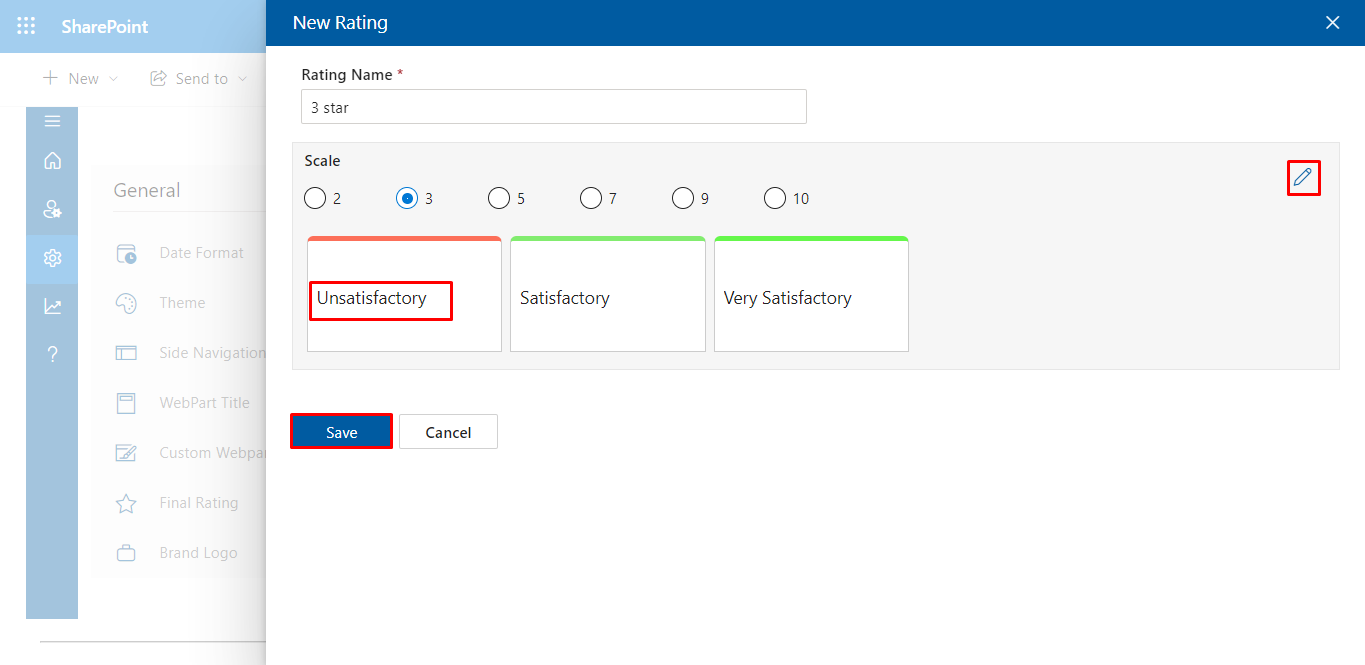 SharePoint
New Rating
New
Send to
Rating Name *
3 star
General
Scale
2
3
5
7
9
10
Date Format
Theme
Unsatisfactory
Satisfactory
Very Satisfactory
Side Navigation
WebPart Title
Custom Webpa
Save
Cancel
Final Rating
Brand Logo